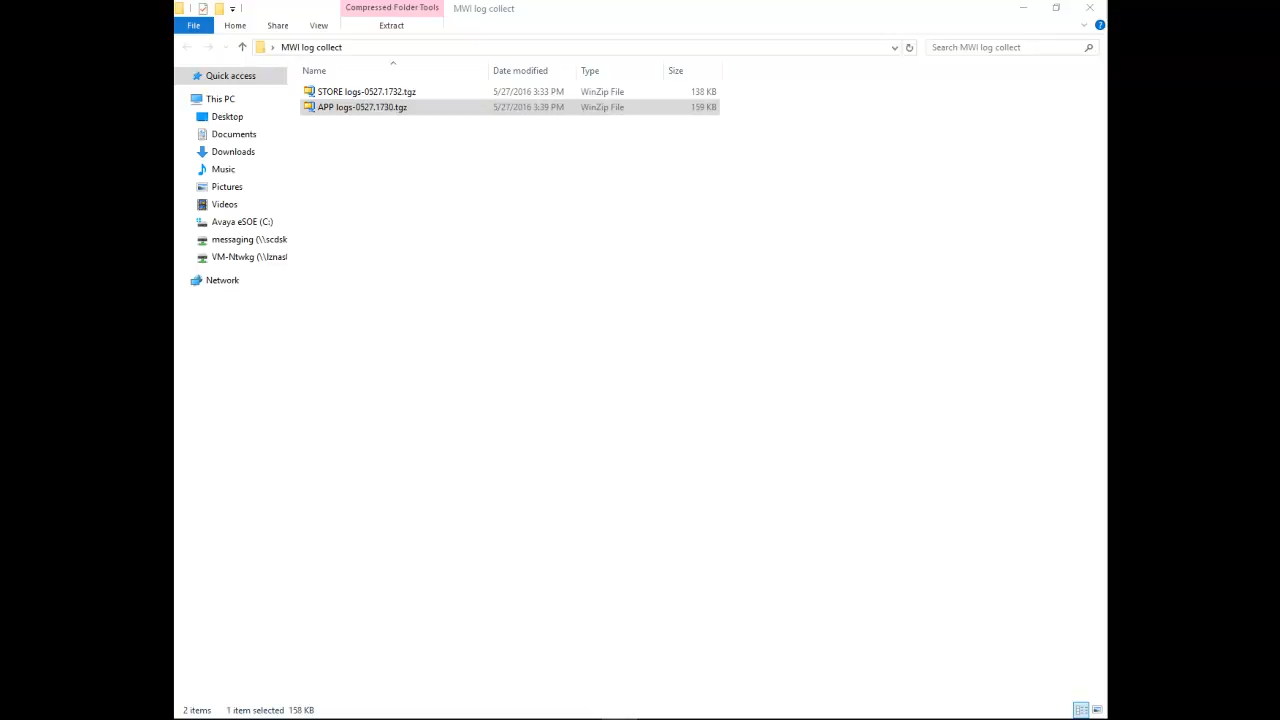 Compressed Folder Tools
MWI log collect
File
Home
Share
View
Extract
MWI log collect
Search MWI log collect
Name
Date modified
Type
Size
STORE logs-0527.1732.tgz
5/27/2016 3:33 PM
WinZip File
138 KB
APP logs-0527.1730.tgz
5/27/2016 3:39 PM
WinZip File
159 KB
Quick access
This PC
Desktop
Documents
Downloads
Music
Pictures
Videos
Avaya eSOE (C:)
messaging (\\scdsk
VM-Ntwkg (\\lznasl
Network
2 items
1 item selected 158 KB